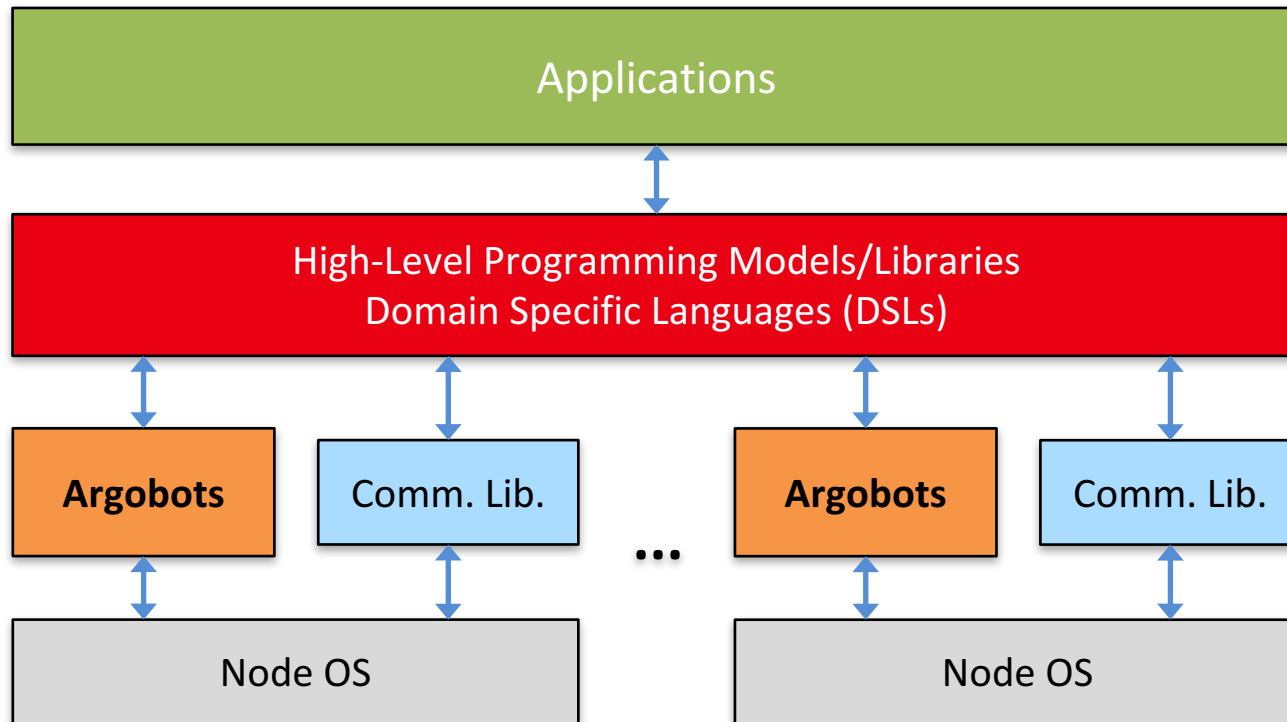 Applications
High-Level Programming Models/Libraries
Domain Specific Languages (DSLs)
Argobots
Comm. Lib.
...
Argobots
Comm. Lib.
Node OS
Node OS